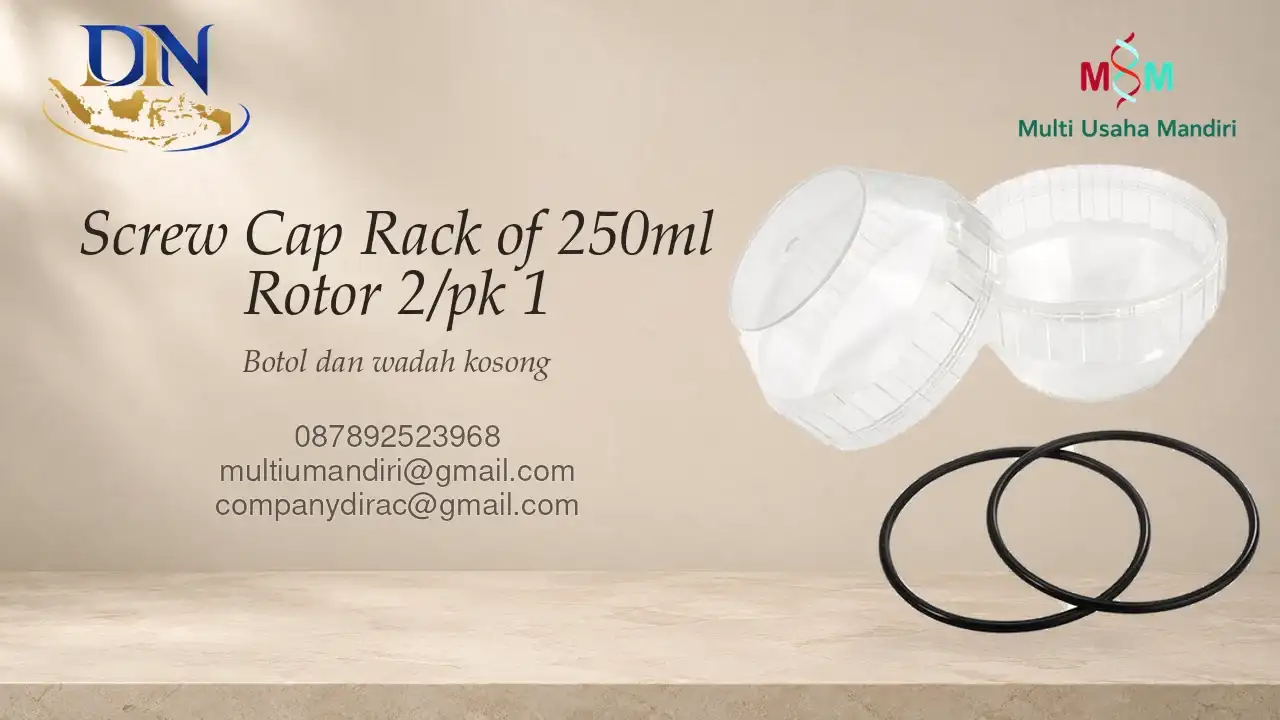 DN
MSM
Multi Usaha Mandiri
Screw Cap Rack of 250ml
Rotor 2/pk 1
Botol dan wadah kosong
087892523968
multiumandiri@gmail.com
companydirac@gmail.com